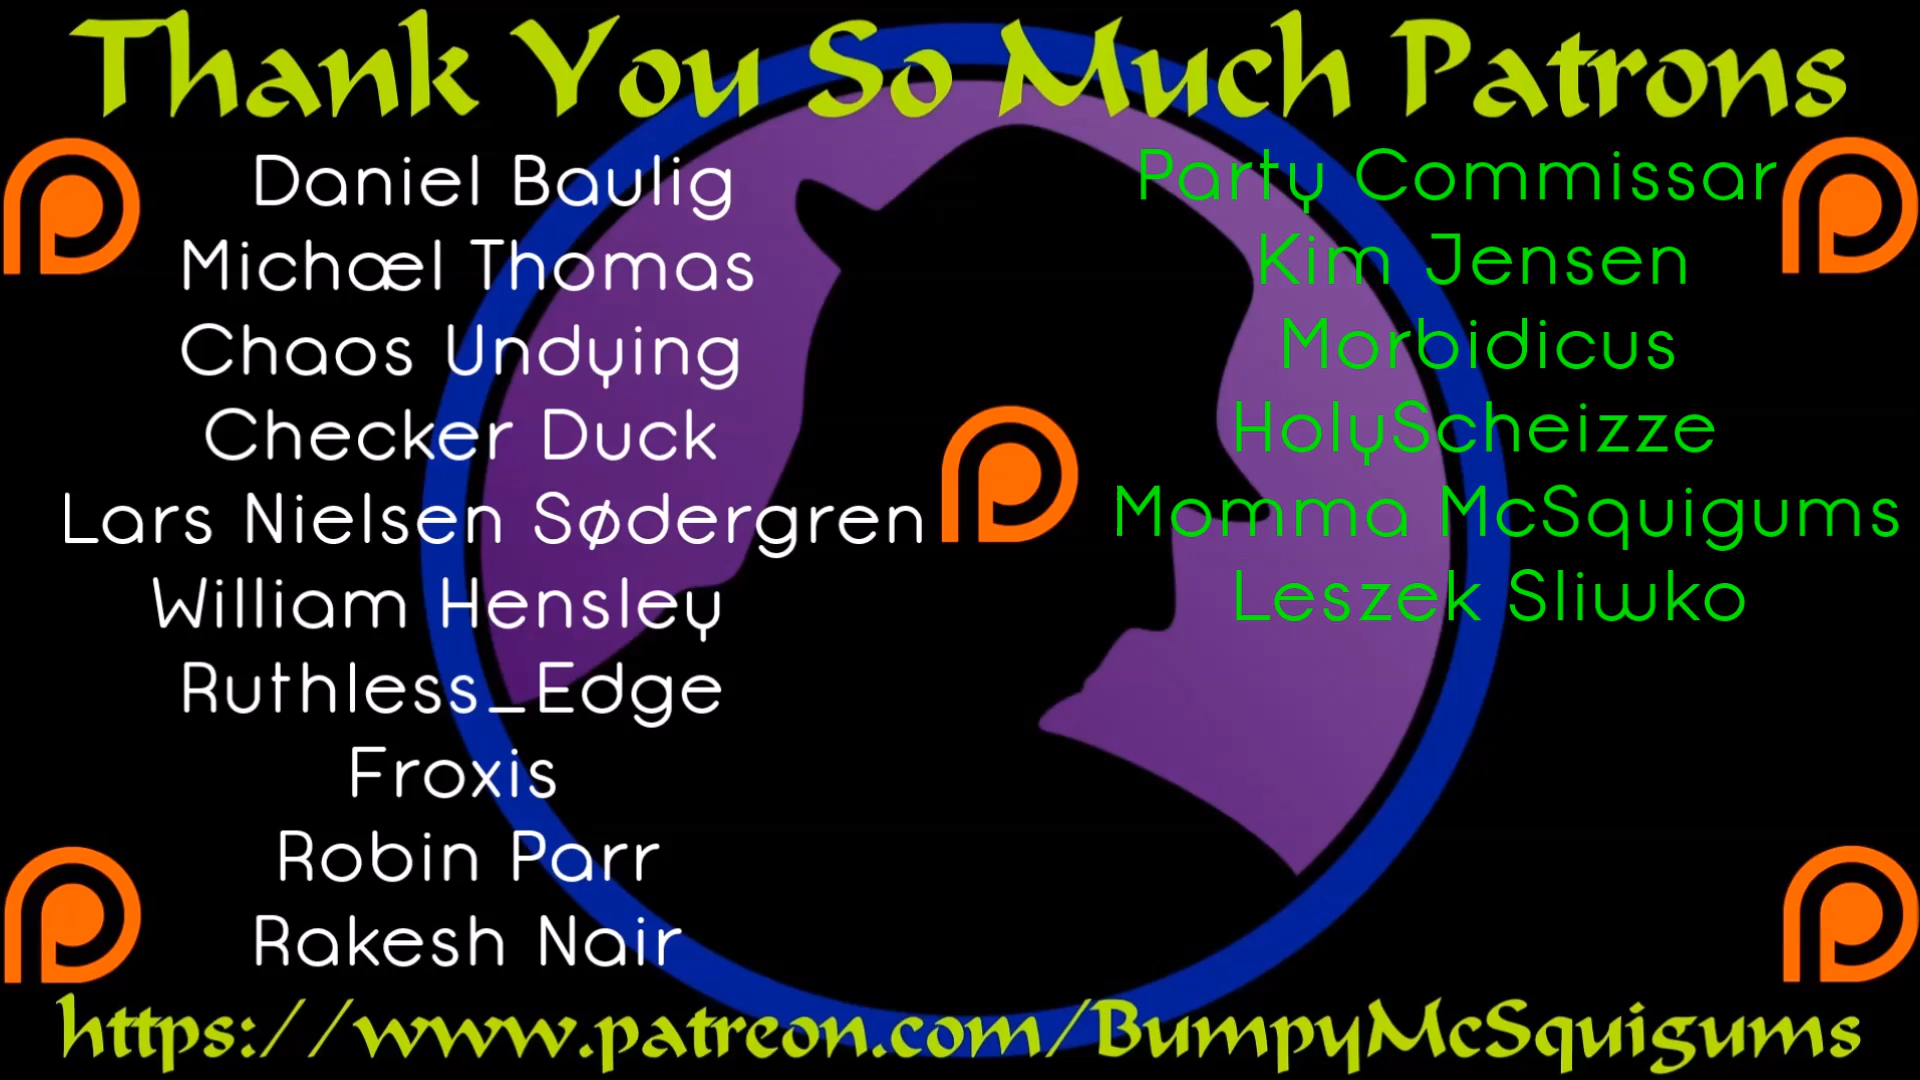 Thank You So Much Patrons
Daniel Baulig
Michael Thomas
Chaos Undying
Checker Duck
Lars Nielsen Sødergren
William Hensley
Ruthless_Edge
Froxis
Robin Parr
Rakesh Nair
Party Commissar
Kim Jensen
Morbidicus
HolyScheizze
Momma McSquigums
Leszek Sliwko
https://www.patreon.com/BumpyMcSquigums